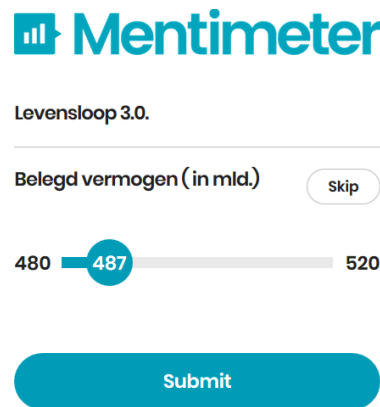 Mentimeter
Levensloop 3.0.
Belegd vermogen ( in mld.)
Skip
480 487 520
Submit